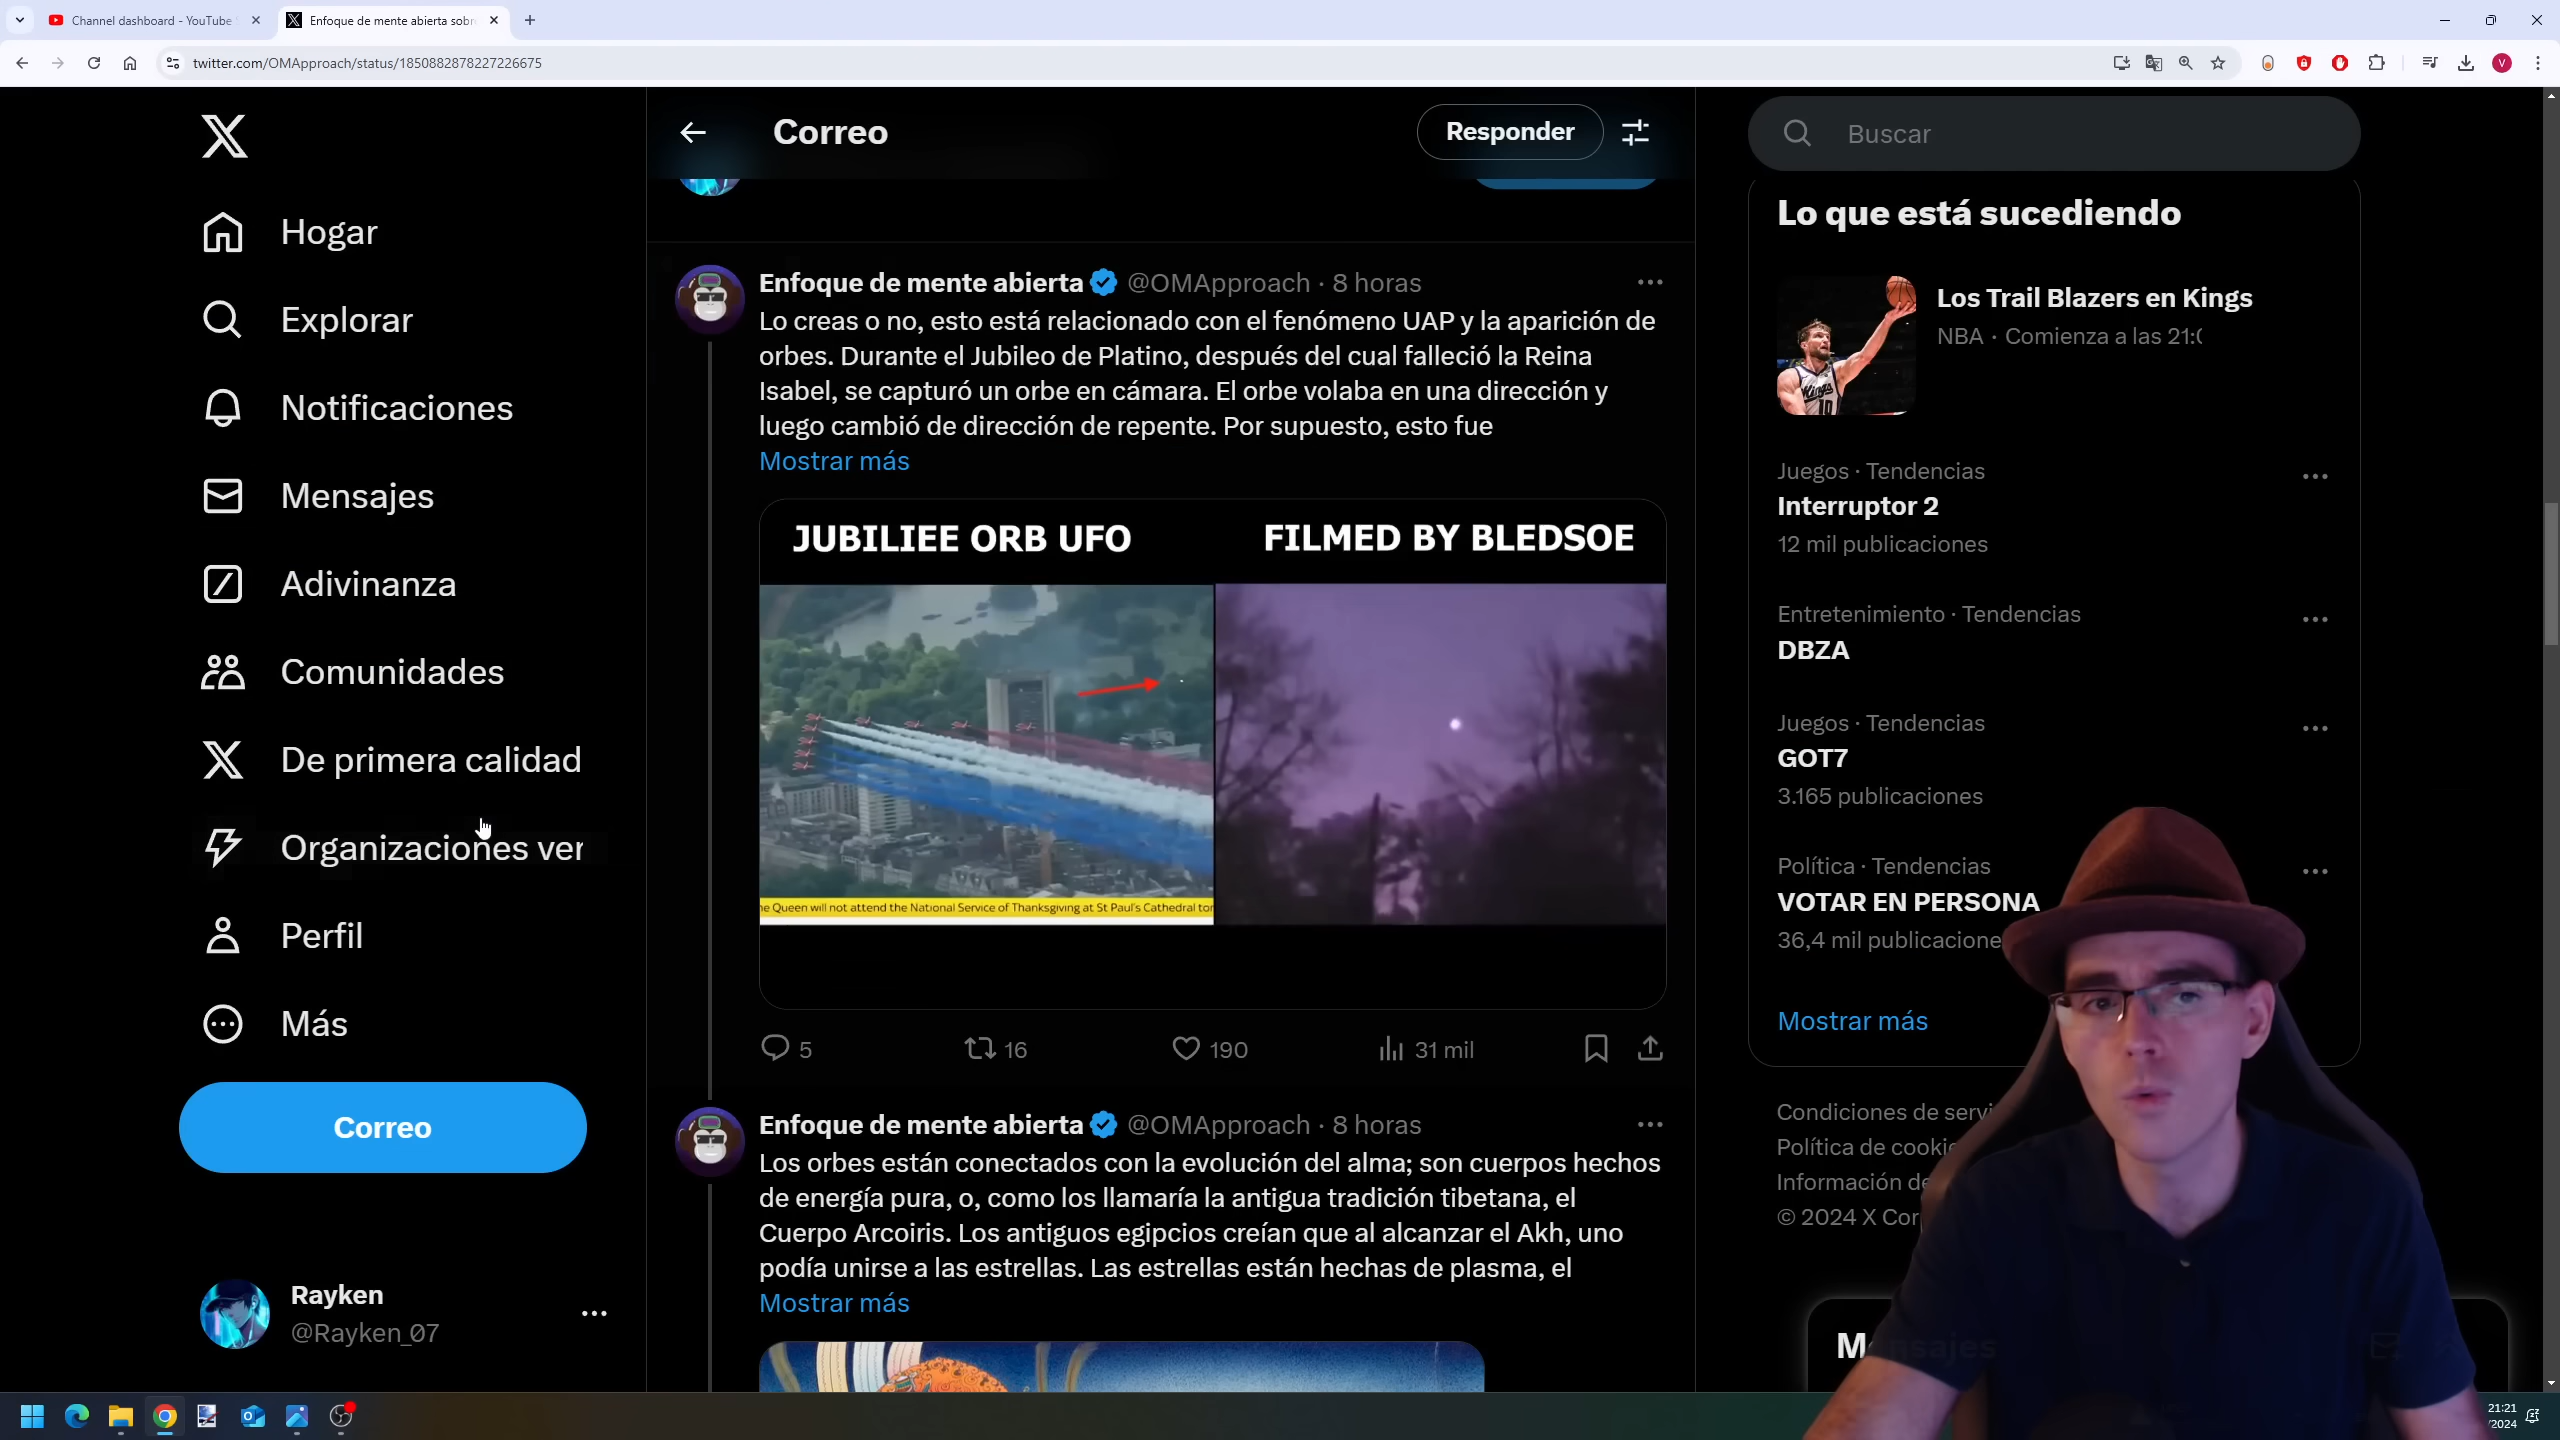 Channel dashboard - YouTube
Enfoque de mente abierta sobr
twitter.com/OMApproach/status/1850882878227226675
V
Hogar
Explorar
Notificaciones
Mensajes
Adivinanza
Comunidades
De primera calidad
Organizaciones ver
Perfil
Más
Correo
Rayken
@Rayken_07
Correo
Responder
Enfoque de mente abierta @OMApproach · 8 horas
Lo creas o no, esto está relacionado con el fenómeno UAP y la aparición de
orbes. Durante el Jubileo de Platino, después del cual falleció la Reina
Isabel, se capturó un orbe en cámara. El orbe volaba en una dirección y
luego cambió de dirección de repente. Por supuesto, esto fue
Mostrar más
JUBILIEE ORB UFO
FILMED BY BLEDSOE
ne Queen will not attend the National Service of Thanksgiving at St Paul's Cathedral tor
5 16 190 31 mil
Enfoque de mente abierta @OMApproach · 8 horas
Los orbes están conectados con la evolución del alma; son cuerpos hechos
de energía pura, o, como los llamaría la antigua tradición tibetana, el
Cuerpo Arcoiris. Los antiguos egipcios creían que al alcanzar el Akh, uno
podía unirse a las estrellas. Las estrellas están hechas de plasma, el
Mostrar más
Buscar
Lo que está sucediendo
Los Trail Blazers en Kings
NBA · Comienza a las 21:0
Juegos · Tendencias
Interruptor 2
12 mil publicaciones
Entretenimiento · Tendencias
DBZA
Juegos · Tendencias
GOT7
3.165 publicaciones
Política · Tendencias
VOTAR EN PERSONA
36,4 mil publicacione
Mostrar más
Condiciones de servi
Política de cookie
Información de
© 2024 X Cor
Mensajes
21:21
/2024